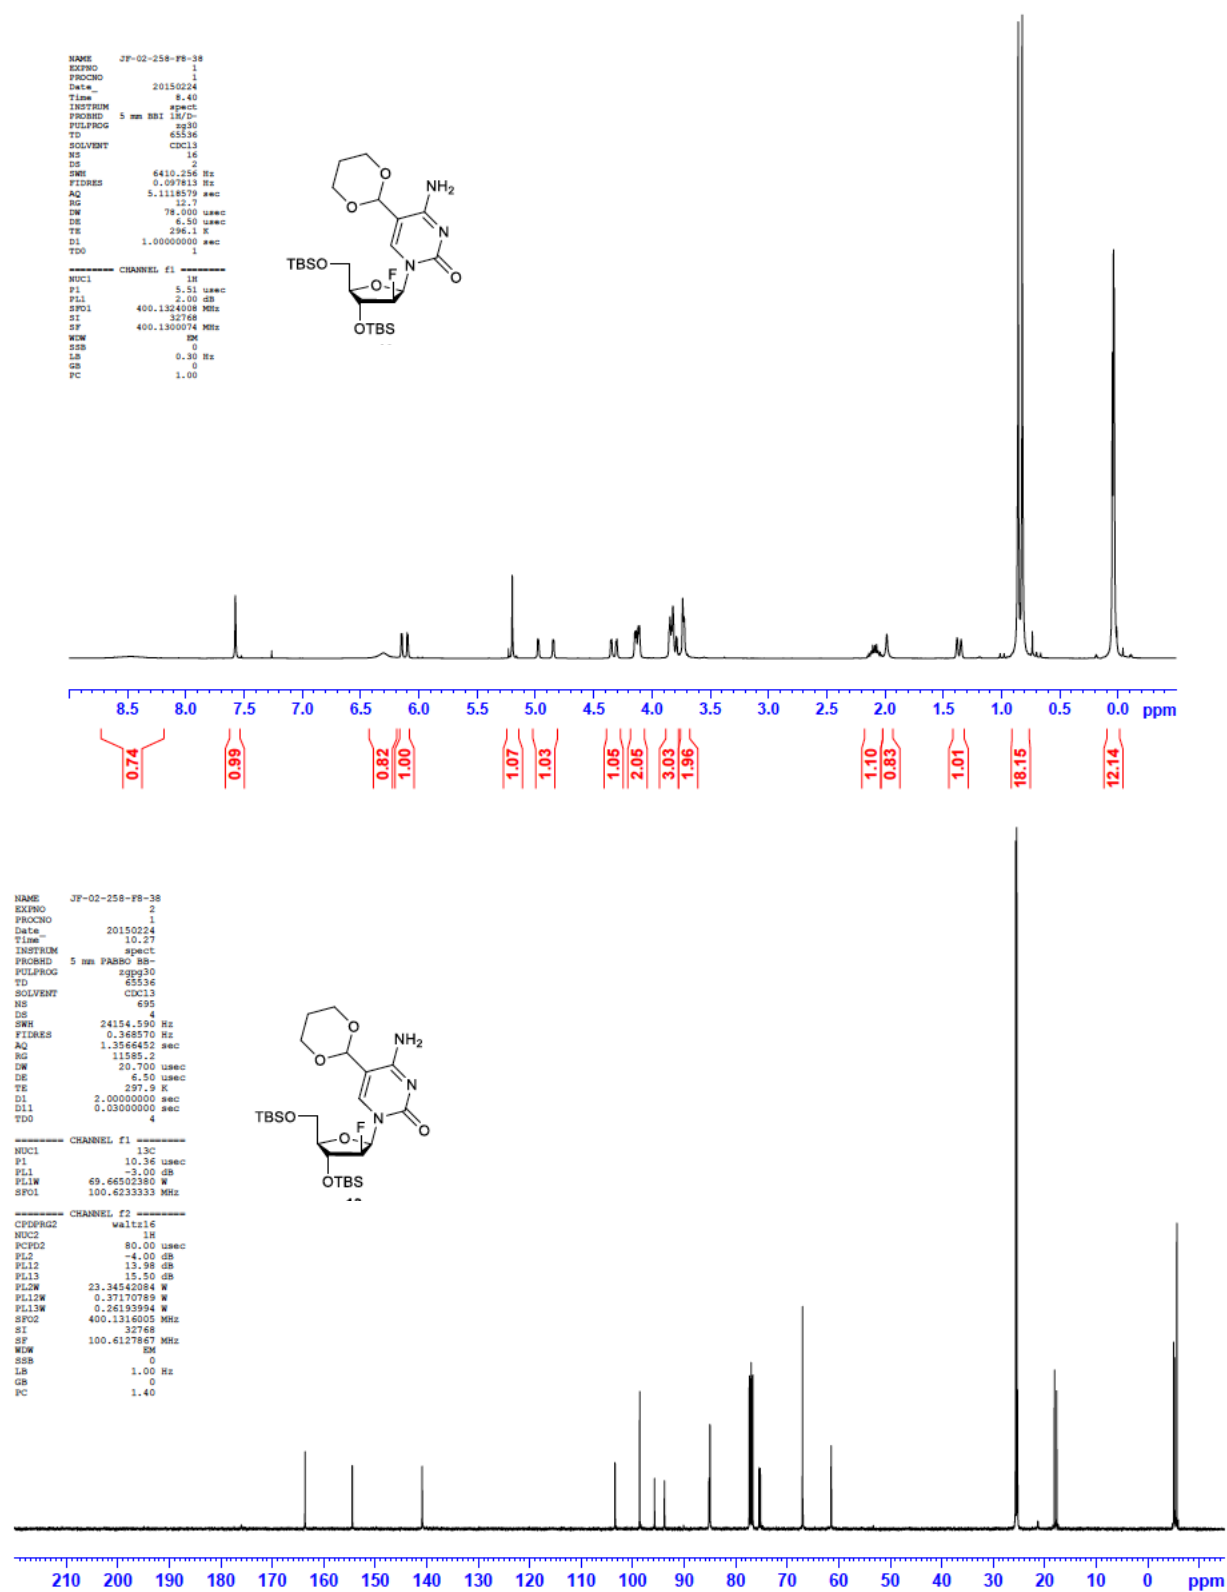 NAME JF-02-258-F8-38
EXPNO 1
PROCNO 1
Date_ 20150224
Time 8.40
INSTRUM spect
PROBHD 5 mm BBI 1H/D-
PULPROG zg30
TD 65536
SOLVENT CDCl3
NS 16
DS 2
SWH 6410.256 Hz
FIDRES 0.097813 Hz
AQ 5.1118579 sec
RG 12.7
DW 78.000 usec
DE 6.50 usec
TE 296.1 K
D1 1.00000000 sec
TD0 1
======== CHANNEL f1 ========
NUC1 1H
P1 5.51 usec
PL1 2.00 dB
SFO1 400.1324008 MHz
SI 32768
SF 400.1300074 MHz
WDW EM
SSB 0
LB 0.30 Hz
GB 0
PC 1.00
O
NH2
O
N
TBSO
F
N
O
O
OTBS
8.5 8.0 7.5 7.0 6.5 6.0 5.5 5.0 4.5 4.0 3.5 3.0 2.5 2.0 1.5 1.0 0.5 0.0 ppm
0.74 0.99 0.82 1.00 1.07 1.03 1.05 2.05 3.03 1.96 1.10 0.83 1.01 18.15 12.14
NAME JF-02-258-F8-38
EXPNO 2
PROCNO 1
Date_ 20150224
Time 10.27
INSTRUM spect
PROBHD 5 mm PABBO BB-
PULPROG zgpg30
TD 65536
SOLVENT CDCl3
NS 695
DS 4
SWH 24154.590 Hz
FIDRES 0.368570 Hz
AQ 1.3566452 sec
RG 11585.2
DW 20.700 usec
DE 6.50 usec
TE 297.9 K
D1 2.00000000 sec
D11 0.03000000 sec
TD0 4
======== CHANNEL f1 ========
NUC1 13C
P1 10.36 usec
PL1 -3.00 dB
PL1W 69.66502380 W
SFO1 100.6233333 MHz
======== CHANNEL f2 ========
CPDPRG2 waltz16
NUC2 1H
PCPD2 80.00 usec
PL2 -4.00 dB
PL12 13.98 dB
PL13 15.50 dB
PL2W 23.34542084 W
PL12W 0.37170789 W
PL13W 0.26193994 W
SFO2 400.1316005 MHz
SI 32768
SF 100.6127867 MHz
WDW EM
SSB 0
LB 1.00 Hz
GB 0
PC 1.40
O
NH2
O
N
TBSO
F
N
O
O
OTBS
210 200 190 180 170 160 150 140 130 120 110 100 90 80 70 60 50 40 30 20 10 0 ppm